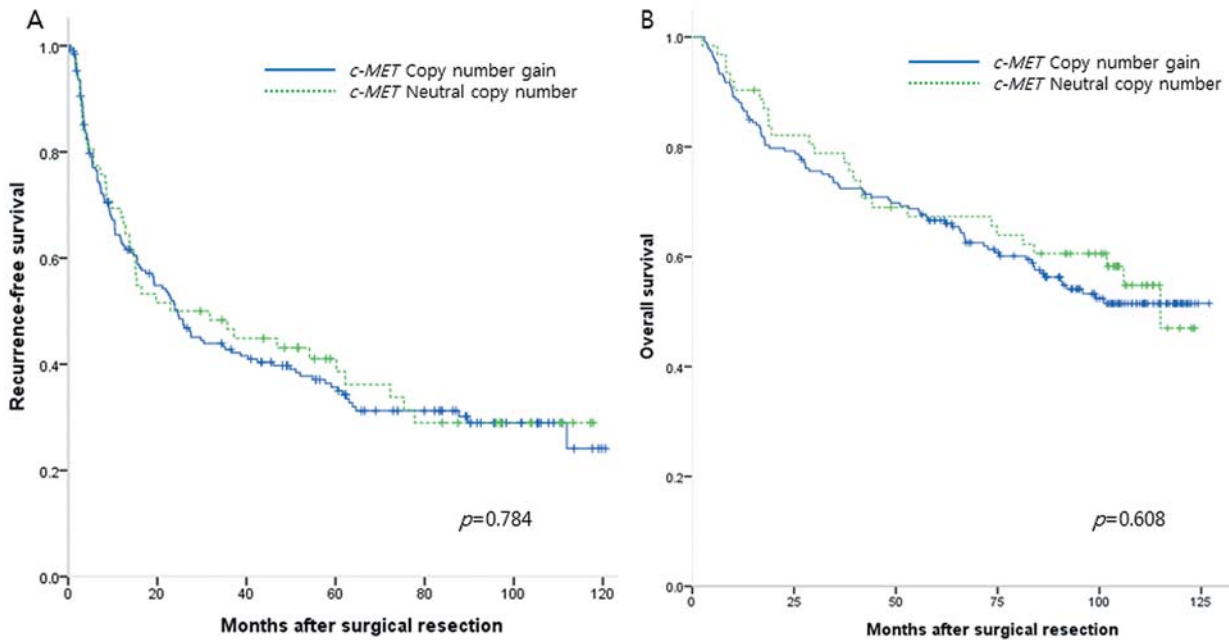 A
c-MET Copy number gain
c-MET Neutral copy number
Recurrence-free survival
1.0
0.8
0.6
0.4
0.2
0.0
p=0.784
0 20 40 60 80 100 120
Months after surgical resection
B
c-MET Copy number gain
c-MET Neutral copy number
Overall survival
1.0
0.8
0.6
0.4
0.2
0.0
p=0.608
0 25 50 75 100 125
Months after surgical resection